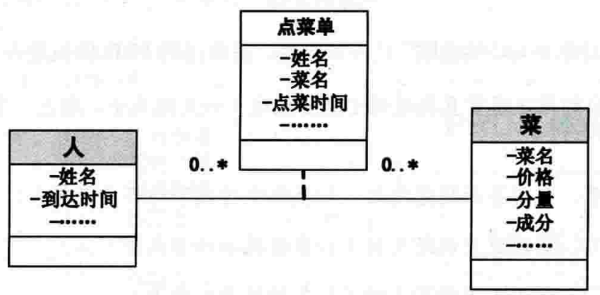 点菜单
-姓名
-菜名
-点菜时间
-……
人
-姓名
-到达时间
-……
0..*
0..*
菜
-菜名
-价格
-分量
-成分
-……